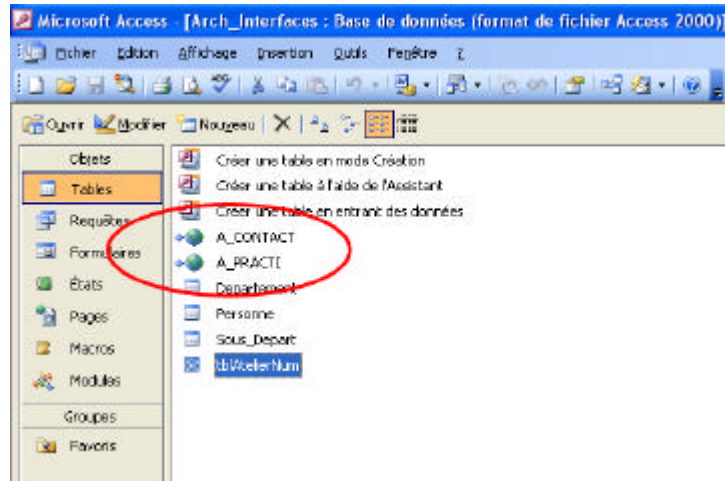 Microsoft Access - [Arch_Interfaces : Base de données (format de fichier Access 2000)]
Fichier Edition Affichage Insertion Outils Fenêtre ?
Ouvrir Modifier Nouveau
Objets
Tables
Requêtes
Formulaires
États
Pages
Macros
Modules
Groupes
Favoris
Créer une table en mode Création
Créer une table à l'aide de l'Assistant
Créer une table en entrant des données
A_CONTACT
A_PRACTI
Departement
Personne
Sous_Depart
tblAtelierNum